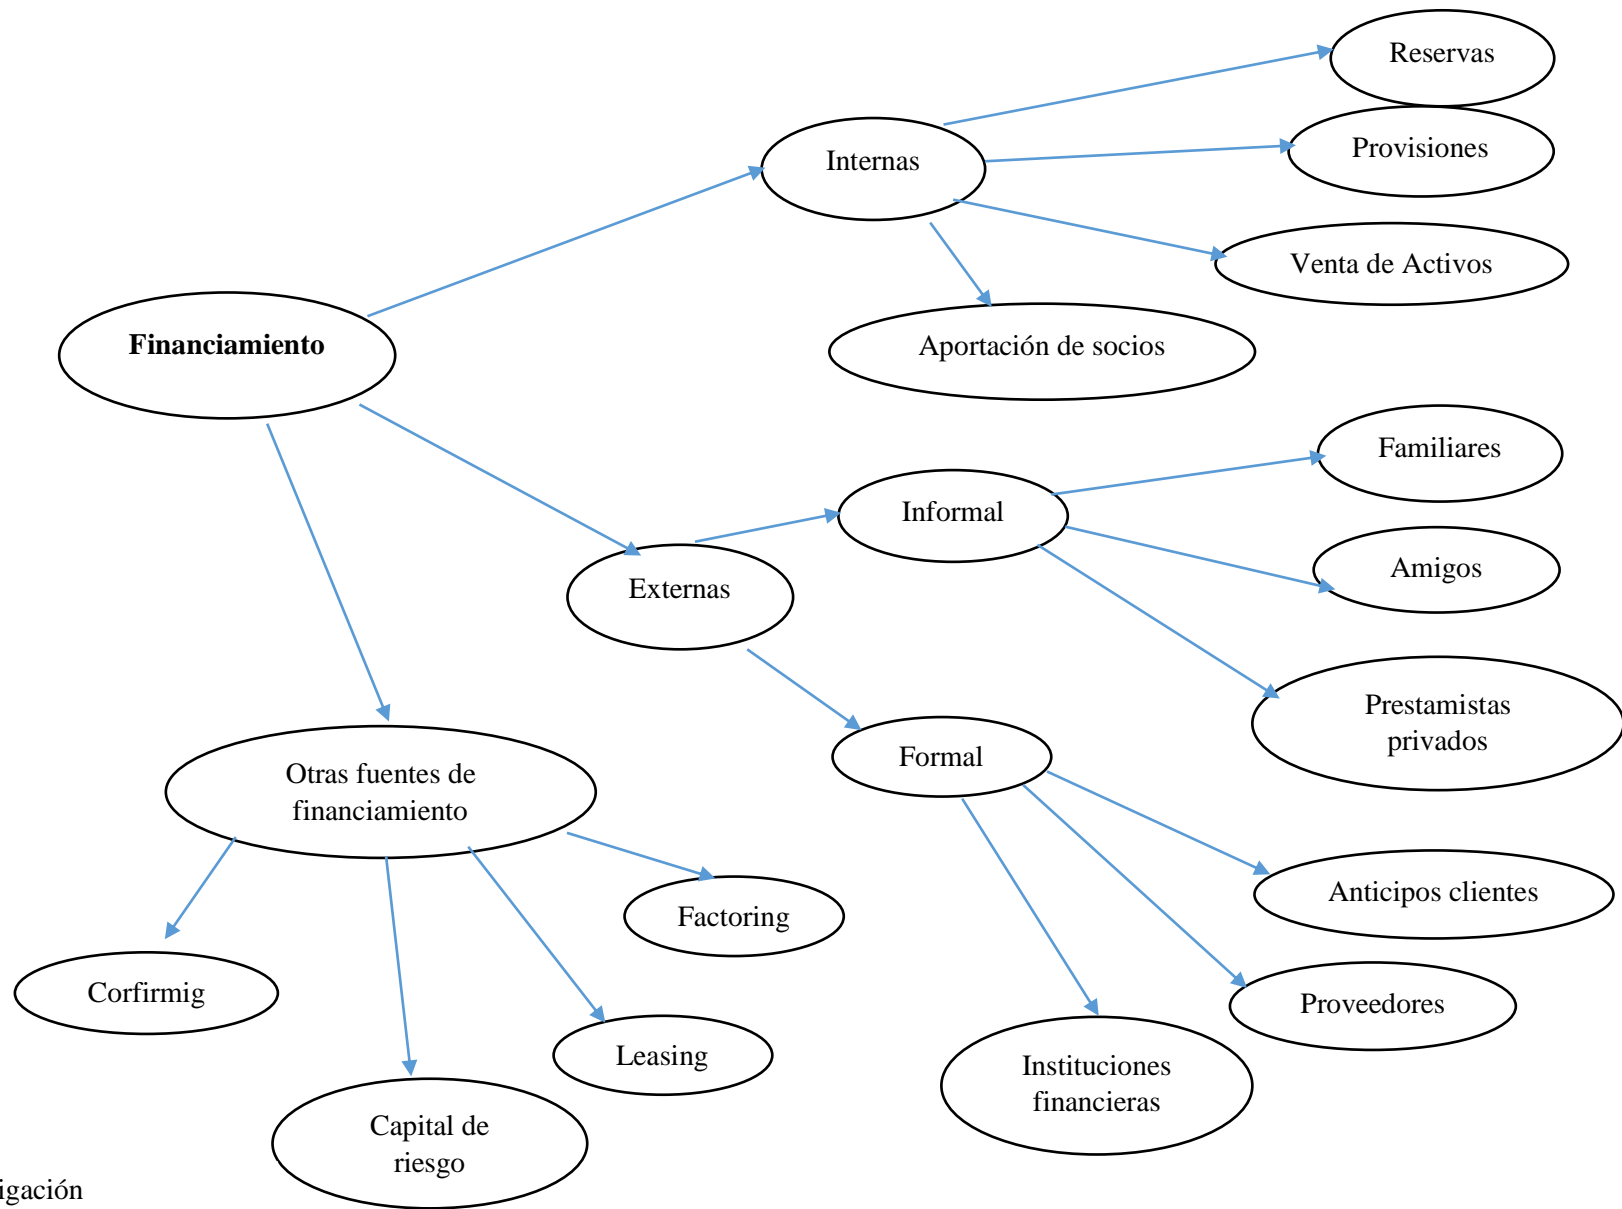 Reservas
Internas
Provisiones
Venta de Activos
Financiamiento
Aportación de socios
Familiares
Informal
Amigos
Externas
Prestamistas
privados
Formal
Otras fuentes de
financiamiento
Anticipos clientes
Factoring
Corfirmig
Proveedores
Leasing
Instituciones
financieras
Capital de
riesgo
igación